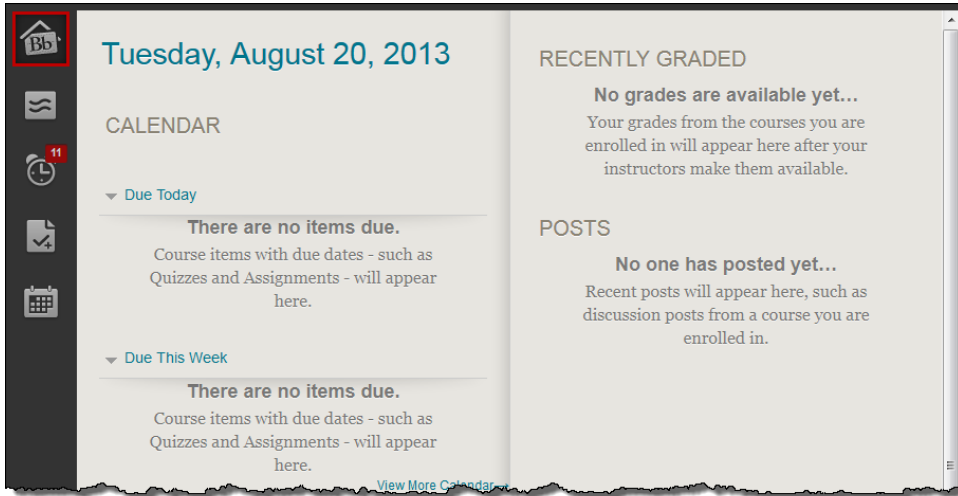 Bb
11
Tuesday, August 20, 2013
CALENDAR
Due Today
There are no items due.
Course items with due dates - such as
Quizzes and Assignments - will appear
here.
Due This Week
There are no items due.
Course items with due dates - such as
Quizzes and Assignments - will appear
here.
View More Calendar
RECENTLY GRADED
No grades are available yet...
Your grades from the courses you are
enrolled in will appear here after your
instructors make them available.
POSTS
No one has posted yet...
Recent posts will appear here, such as
discussion posts from a course you are
enrolled in.